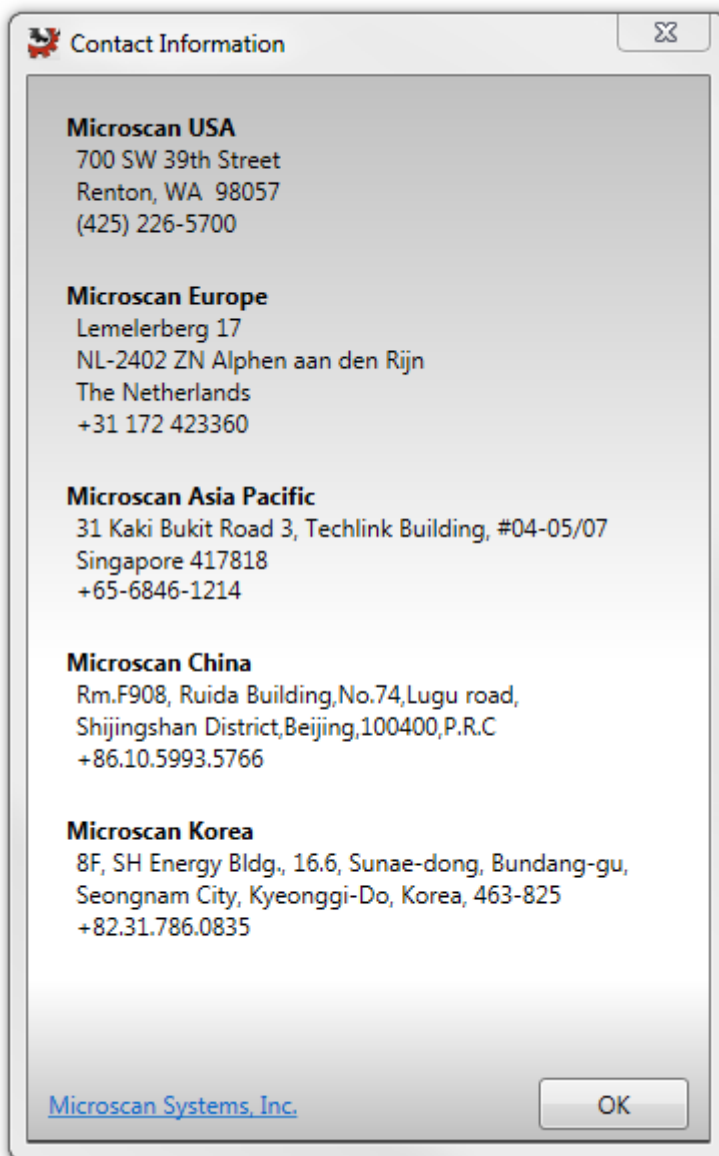 Contact Information
Microscan USA
700 SW 39th Street
Renton, WA  98057
(425) 226-5700
Microscan Europe
Lemelerberg 17
NL-2402 ZN Alphen aan den Rijn
The Netherlands
+31 172 423360
Microscan Asia Pacific
31 Kaki Bukit Road 3, Techlink Building, #04-05/07
Singapore 417818
+65-6846-1214
Microscan China
Rm.F908, Ruida Building,No.74,Lugu road,
Shijingshan District,Beijing,100400,P.R.C
+86.10.5993.5766
Microscan Korea
8F, SH Energy Bldg., 16.6, Sunae-dong, Bundang-gu,
Seongnam City, Kyeonggi-Do, Korea, 463-825
+82.31.786.0835
Microscan Systems, Inc.
OK